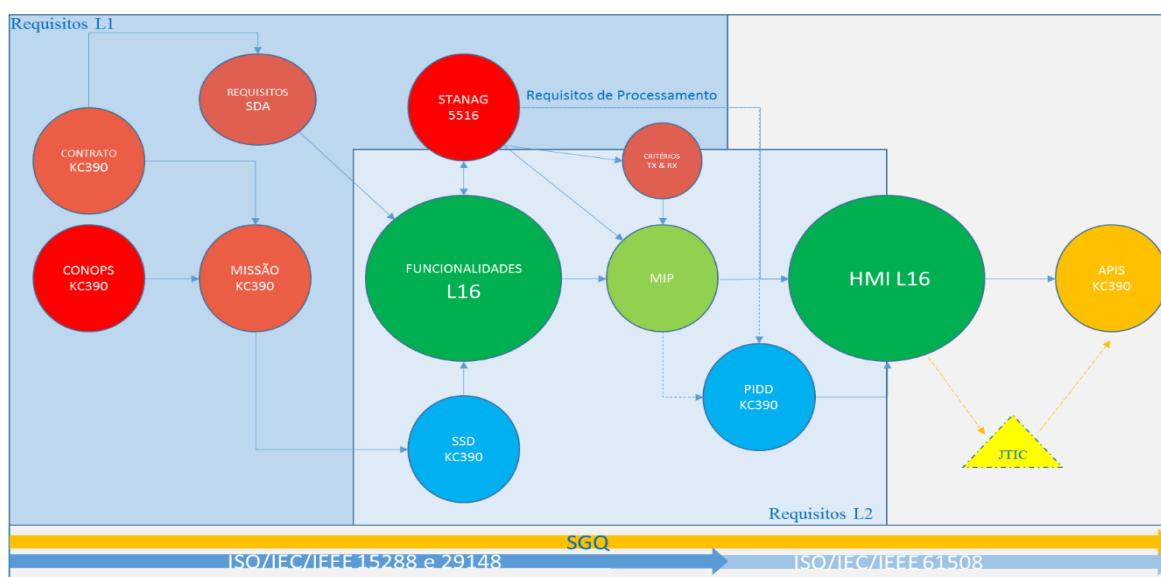 Requisitos L1
REQUISITOS
SDA
STANAG
5516
Requisitos de Processamento
CONTRATO
KC390
CRITÉRIOS
TX & RX
CONOPS
KC390
MISSÃO
KC390
FUNCIONALIDADES
L16
MIP
HMI L16
APIS
KC390
PIDD
KC390
SSD
KC390
JTIC
Requisitos L2
SGQ
ISO/IEC/IEEE 15288 e 29148
ISO/IEC/IEEE 61508